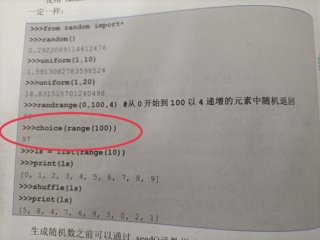 一定一样:
>>>from random import*
>>>random()
0.2922089114412476
>>>uniform(1,10)
1.5913082783598524
>>>uniform(1,20)
18.831515701240498
>>>randrange(0,100,4) #从0开始到100以4递增的元素中随机返回
>>>choice(range(100))
97
>>>ls = list(range(10))
>>>print(ls)
[0, 1, 2, 3, 4, 5, 6, 7, 8, 9]
>>>shuffle(ls)
>>>print(ls)
[5, 8, 4, 7, 6, 9, 3, 0, 2, 1]
生成随机数之前可以通过 seed()函数